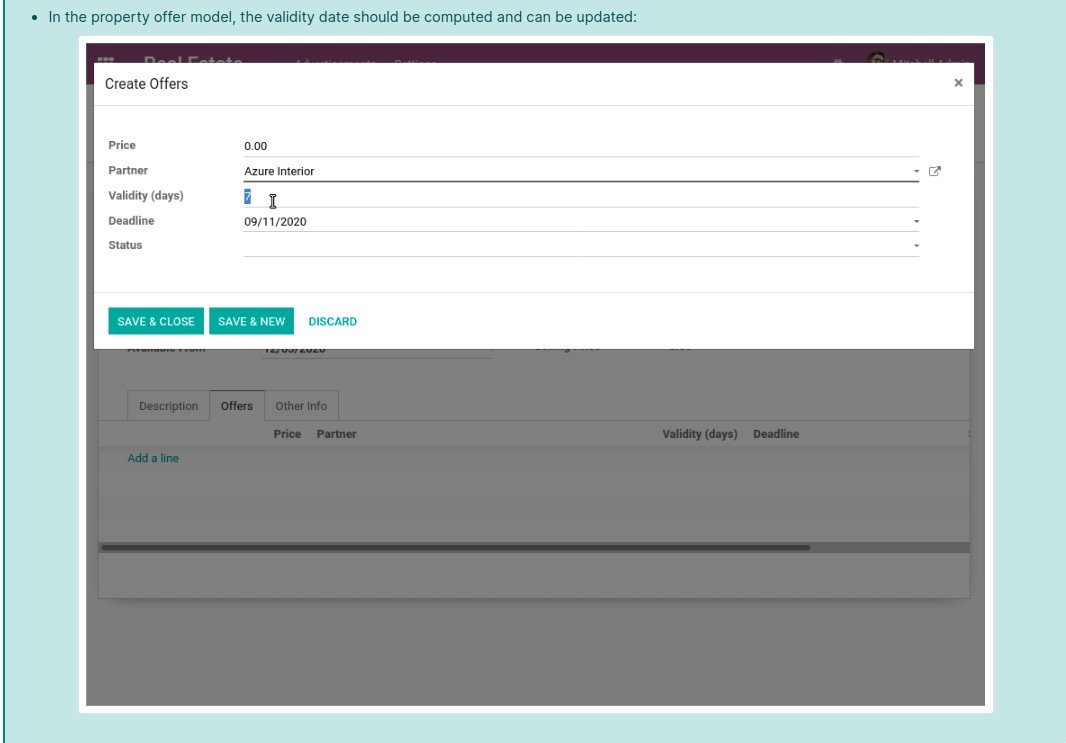 In the property offer model, the validity date should be computed and can be updated:
Create Offers ×
Price 0.00
Partner Azure Interior
Validity (days) 7
Deadline 09/11/2020
Status
SAVE & CLOSE SAVE & NEW DISCARD
Description Offers Other Info
Price Partner Validity (days) Deadline
Add a line